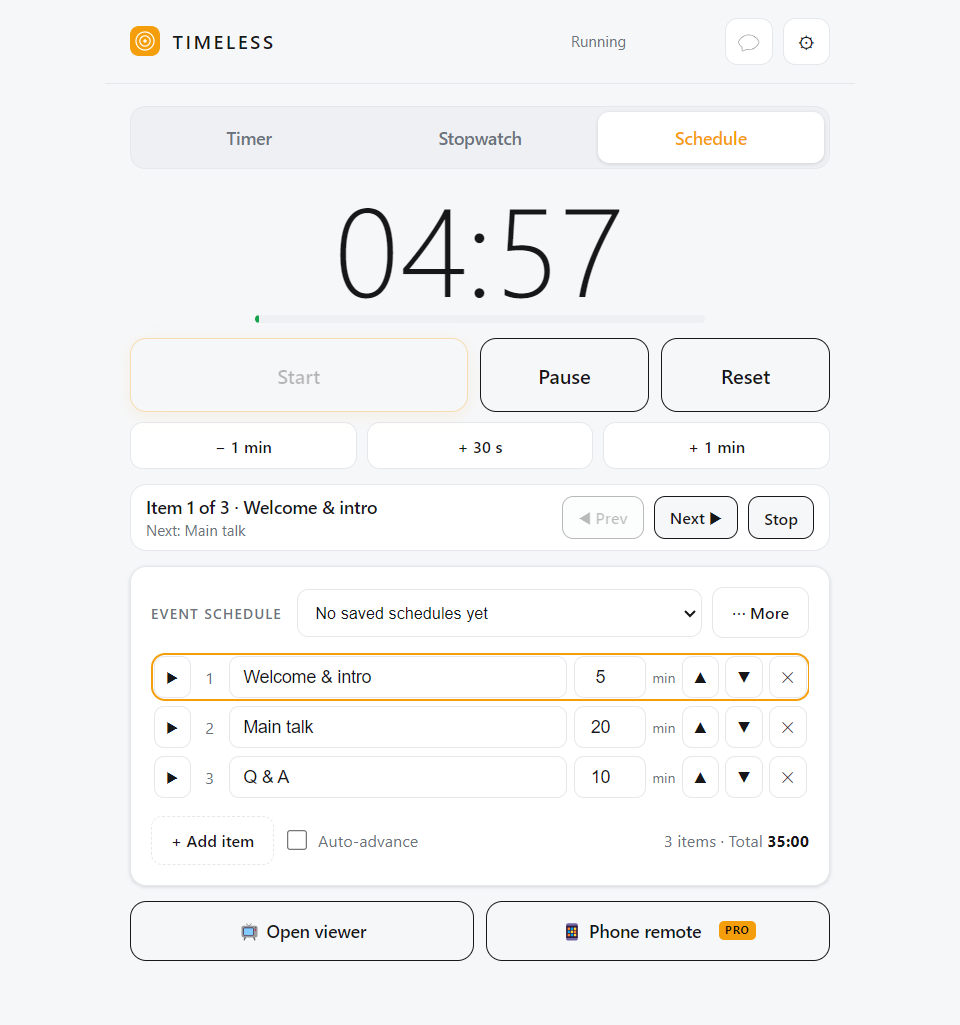 TIMELESS
Running
Timer
Stopwatch
Schedule
04:57
Start
Pause
Reset
− 1 min
+ 30 s
+ 1 min
Item 1 of 3 · Welcome & intro
Next: Main talk
◀ Prev
Next ▶
Stop
EVENT SCHEDULE
No saved schedules yet
··· More
▶ 1 Welcome & intro 5 min ▲ ▼ ×
▶ 2 Main talk 20 min ▲ ▼ ×
▶ 3 Q & A 10 min ▲ ▼ ×
+ Add item
Auto-advance
3 items · Total 35:00
Open viewer
Phone remote PRO